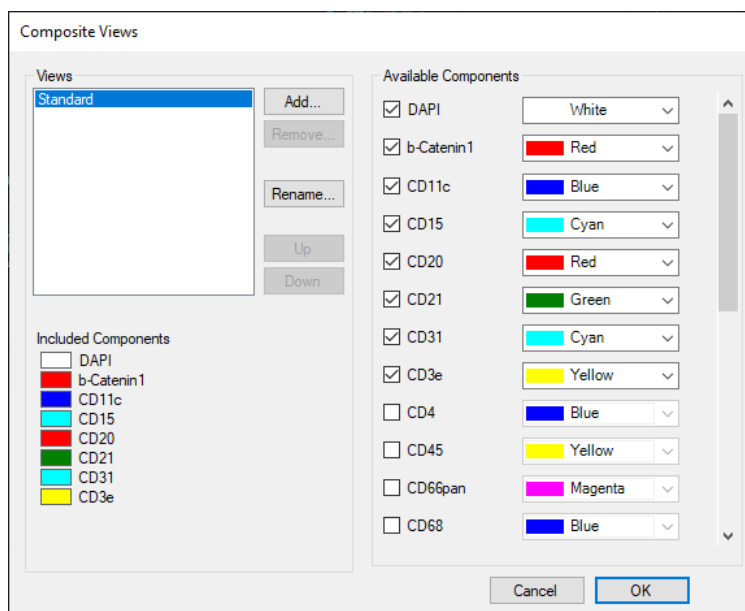 Composite Views
Views
Standard
Add...
Remove...
Rename...
Up
Down
Included Components
DAPI
b-Catenin1
CD11c
CD15
CD20
CD21
CD31
CD3e
Available Components
DAPI White
b-Catenin1 Red
CD11c Blue
CD15 Cyan
CD20 Red
CD21 Green
CD31 Cyan
CD3e Yellow
CD4 Blue
CD45 Yellow
CD66pan Magenta
CD68 Blue
Cancel OK